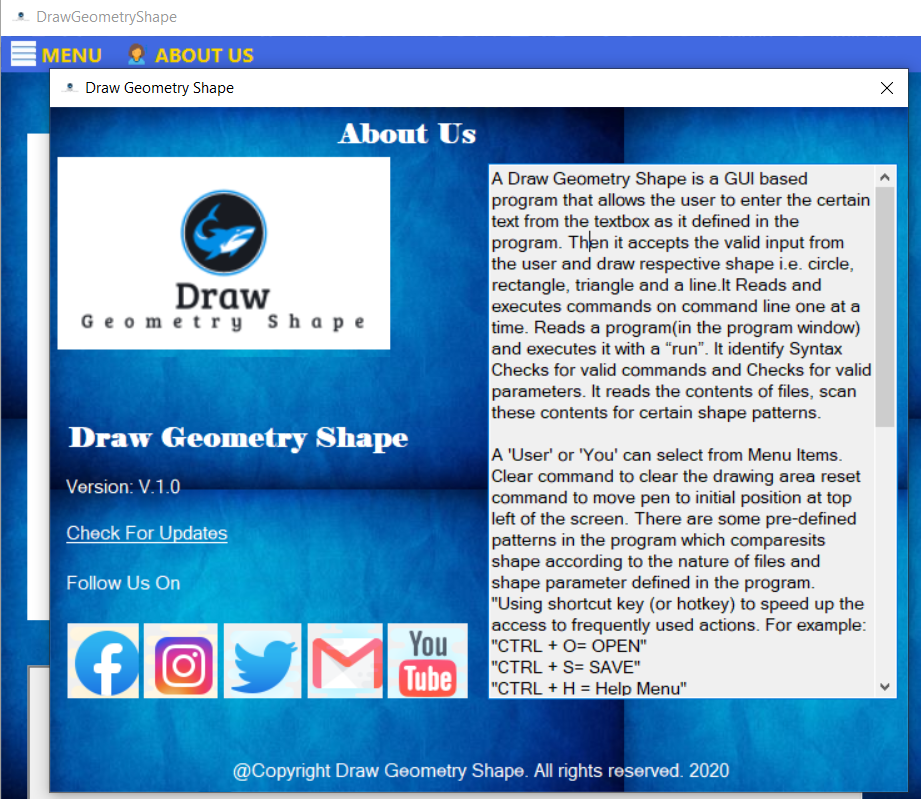 DrawGeometryShape
MENU ABOUT US
Draw Geometry Shape
About Us
Draw
Geometry Shape
Draw Geometry Shape
Version: V.1.0
Check For Updates
Follow Us On
You
Tube
A Draw Geometry Shape is a GUI based
program that allows the user to enter the certain
text from the textbox as it defined in the
program. Then it accepts the valid input from
the user and draw respective shape i.e. circle,
rectangle, triangle and a line.It Reads and
executes commands on command line one at a
time. Reads a program(in the program window)
and executes it with a “run”. It identify Syntax
Checks for valid commands and Checks for valid
parameters. It reads the contents of files, scan
these contents for certain shape patterns.
A 'User' or 'You' can select from Menu Items.
Clear command to clear the drawing area reset
command to move pen to initial position at top
left of the screen. There are some pre-defined
patterns in the program which comparesits
shape according to the nature of files and
shape parameter defined in the program.
"Using shortcut key (or hotkey) to speed up the
access to frequently used actions. For example:
"CTRL + O= OPEN"
"CTRL + S= SAVE"
"CTRL + H = Help Menu"
@Copyright Draw Geometry Shape. All rights reserved. 2020